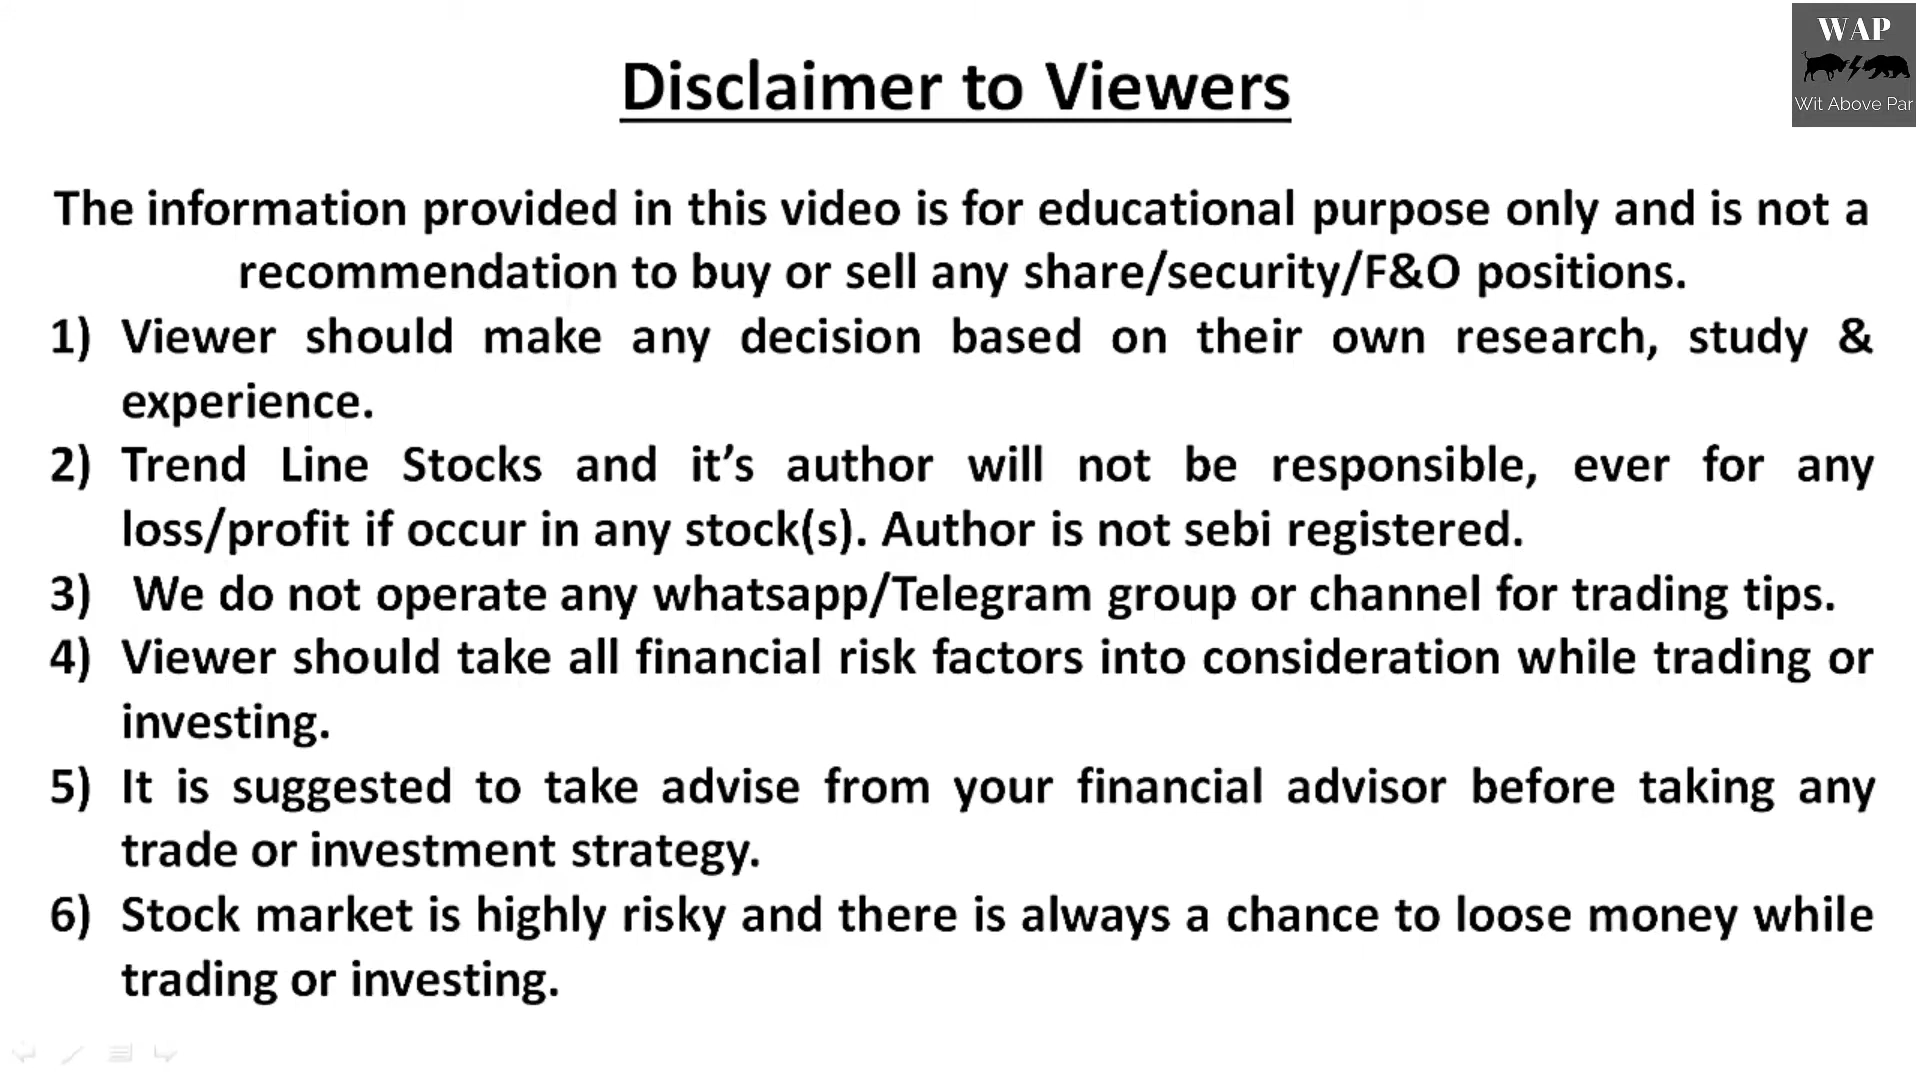 WAP
Wit Above Par
Disclaimer to Viewers
The information provided in this video is for educational purpose only and is not a
recommendation to buy or sell any share/security/F&O positions.
1) Viewer should make any decision based on their own research, study &
experience.
2) Trend Line Stocks and it’s author will not be responsible, ever for any
loss/profit if occur in any stock(s). Author is not sebi registered.
3) We do not operate any whatsapp/Telegram group or channel for trading tips.
4) Viewer should take all financial risk factors into consideration while trading or
investing.
5) It is suggested to take advise from your financial advisor before taking any
trade or investment strategy.
6) Stock market is highly risky and there is always a chance to loose money while
trading or investing.